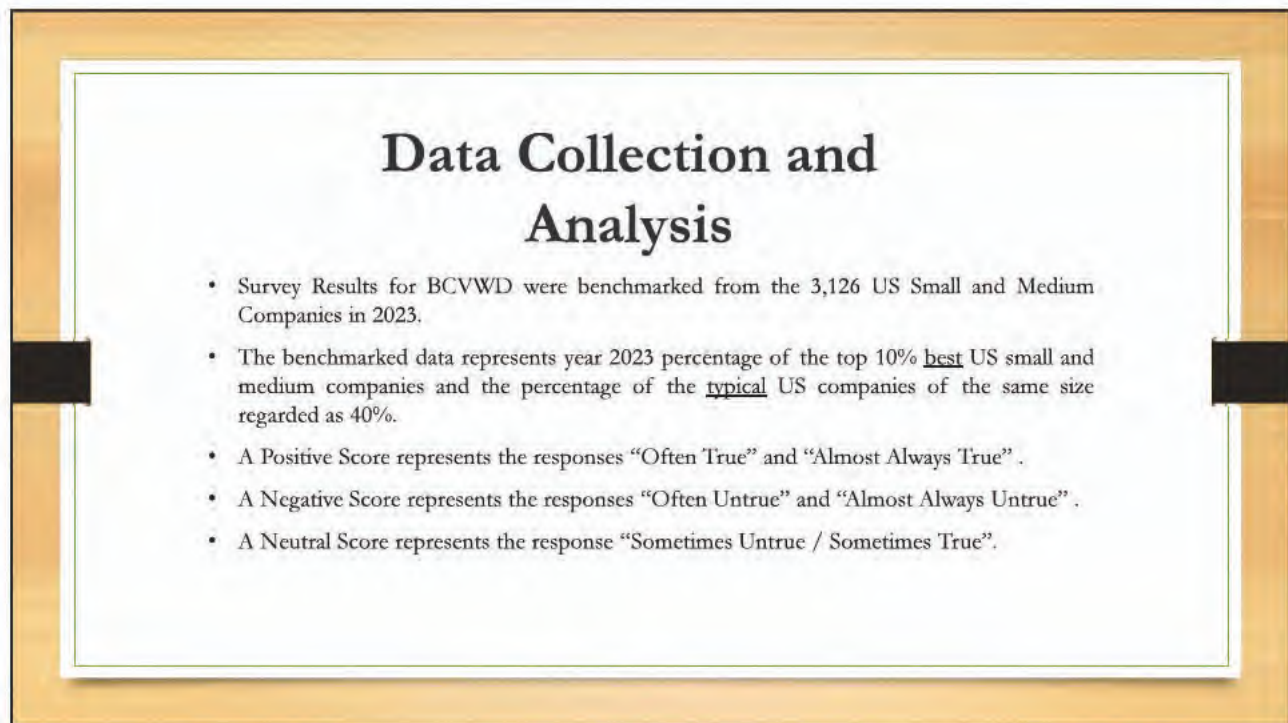 Data Collection and
Analysis
• Survey Results for BCVWD were benchmarked from the 3,126 US Small and Medium
Companies in 2023.
• The benchmarked data represents year 2023 percentage of the top 10% best US small and
medium companies and the percentage of the typical US companies of the same size
regarded as 40%.
• A Positive Score represents the responses “Often True” and “Almost Always True” .
• A Negative Score represents the responses “Often Untrue” and “Almost Always Untrue” .
• A Neutral Score represents the response “Sometimes Untrue / Sometimes True”.